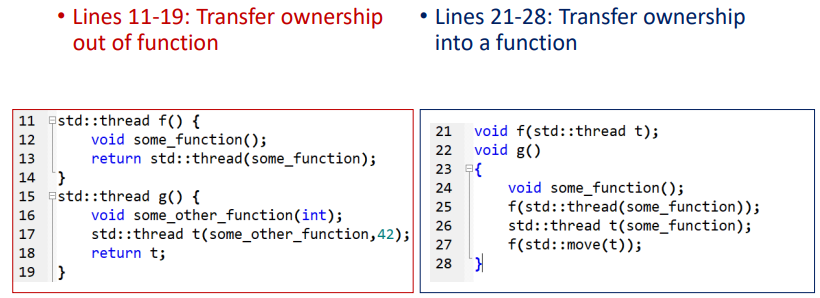 • Lines 11-19: Transfer ownership
out of function
• Lines 21-28: Transfer ownership
into a function
11 std::thread f() {
12     void some_function();
13     return std::thread(some_function);
14 }
15 std::thread g() {
16     void some_other_function(int);
17     std::thread t(some_other_function,42);
18     return t;
19 }
21 void f(std::thread t);
22 void g()
23 {
24     void some_function();
25     f(std::thread(some_function));
26     std::thread t(some_function);
27     f(std::move(t));
28 }